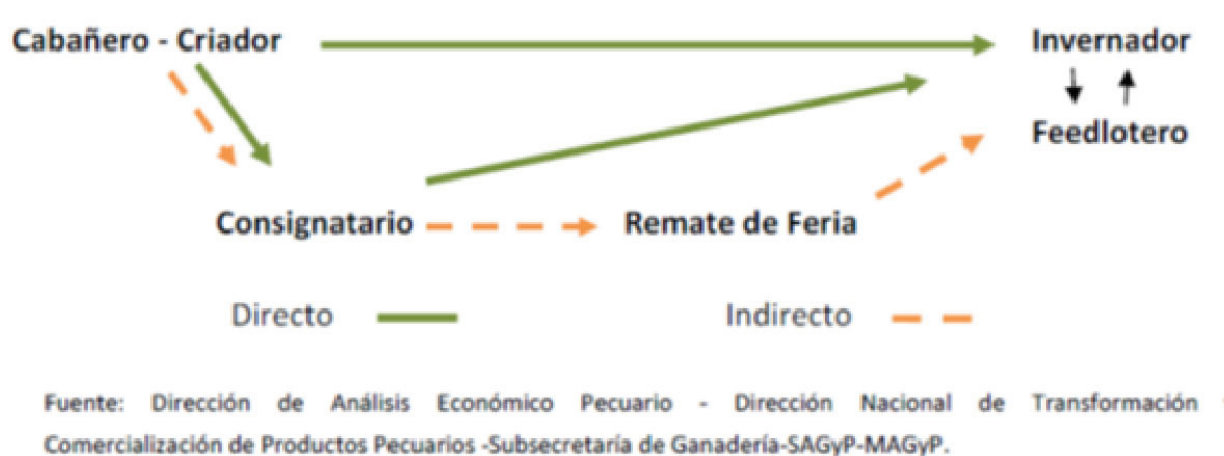 Cabañero - Criador
Invernador
Feedlotero
Consignatario
Remate de Feria
Directo
Indirecto
Fuente: Dirección de Análisis Económico Pecuario - Dirección Nacional de Transformación
Comercialización de Productos Pecuarios -Subsecretaría de Ganadería-SAGyP-MAGyP.